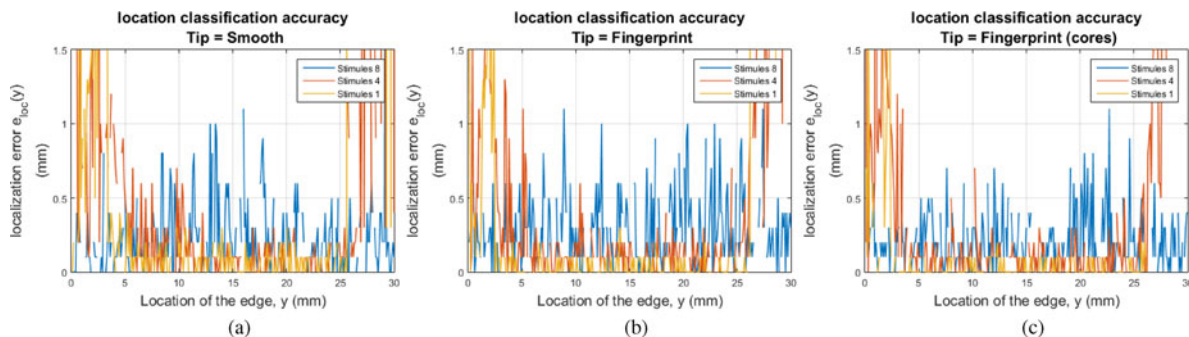 location classification accuracy
Tip = Smooth
localization error e_loc(y)
(mm)
1.5
1
0.5
0
Stimules 8
Stimules 4
Stimules 1
0 5 10 15 20 25 30
Location of the edge, y (mm)
(a)
location classification accuracy
Tip = Fingerprint
localization error e_loc(y)
(mm)
1.5
1
0.5
0
Stimules 8
Stimules 4
Stimules 1
0 5 10 15 20 25 30
Location of the edge, y (mm)
(b)
location classification accuracy
Tip = Fingerprint (cores)
localization error e_loc(y)
(mm)
1.5
1
0.5
0
Stimules 8
Stimules 4
Stimules 1
0 5 10 15 20 25 30
Location of the edge, y (mm)
(c)